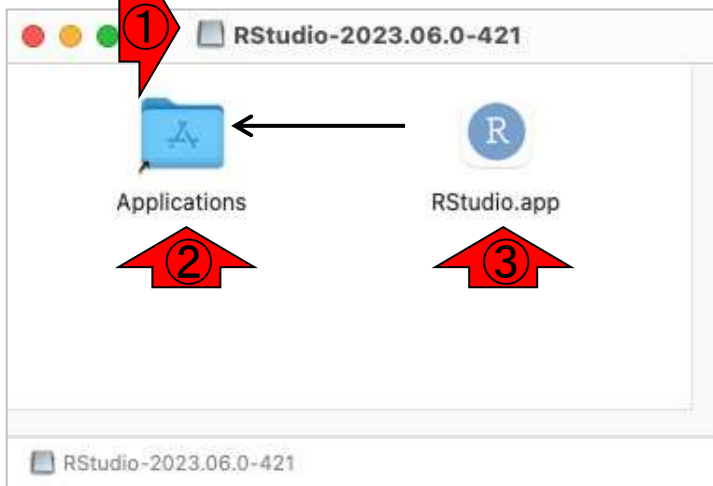 ① RStudio-2023.06.0-421
R
Applications RStudio.app
② ③
RStudio-2023.06.0-421